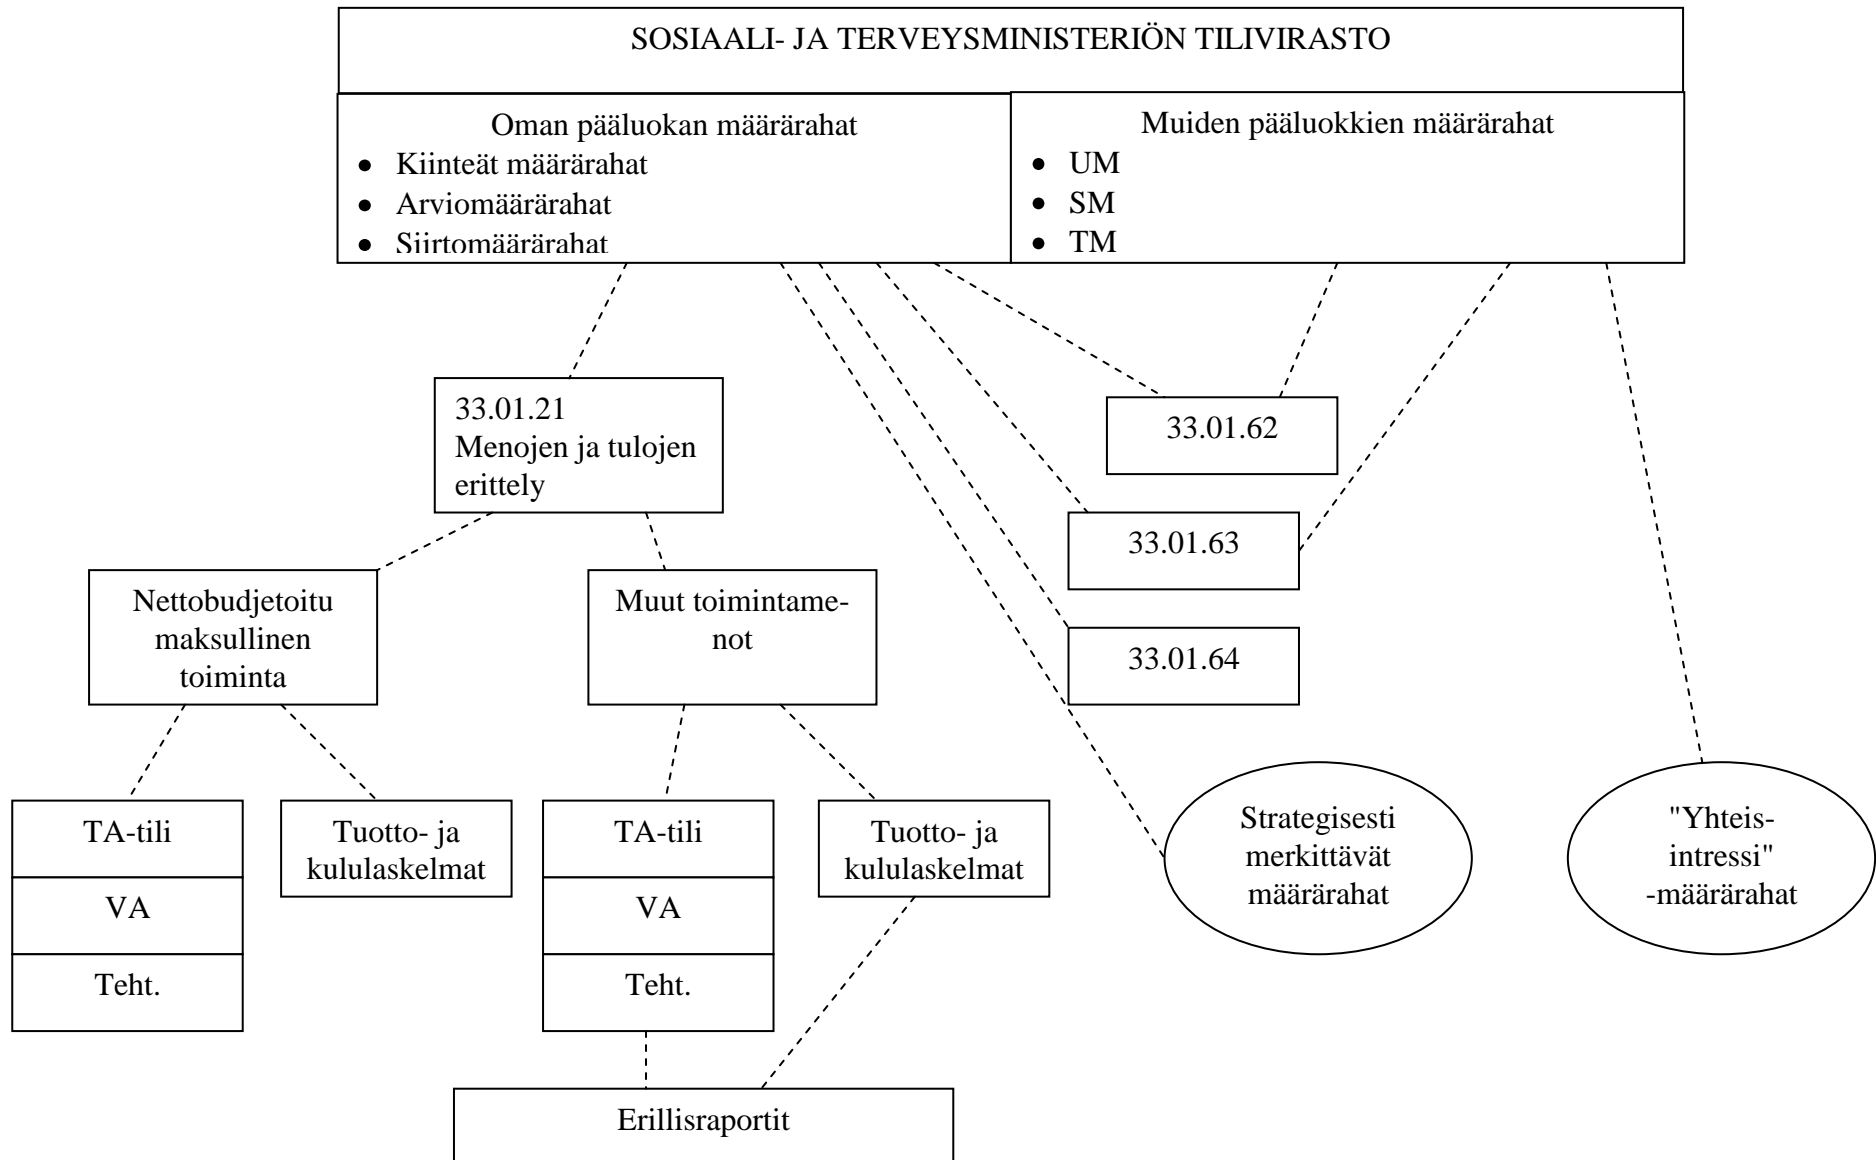 SOSIAALI- JA TERVEYSMINISTERIÖN TILIVIRASTO
Oman pääluokan määrärahat
• Kiinteät määrärahat
• Arviomäärärahat
• Siirtomäärärahat
Muiden pääluokkien määrärahat
• UM
• SM
• TM
33.01.21
Menojen ja tulojen
erittely
33.01.62
33.01.63
33.01.64
Nettobudjetoitu
maksullinen
toiminta
Muut toimintame-
not
TA-tili
VA
Teht.
Tuotto- ja
kululaskelmat
TA-tili
VA
Teht.
Tuotto- ja
kululaskelmat
Strategisesti
merkittävät
määrärahat
"Yhteis-
intressi"
-määrärahat
Erillisraportit